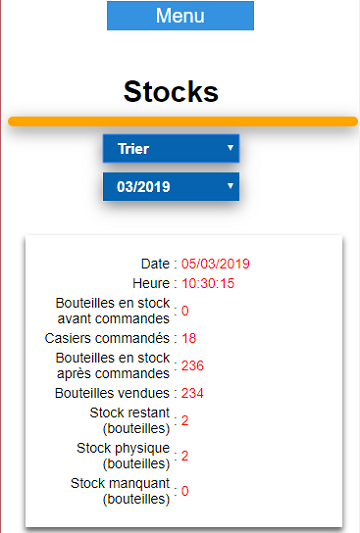 Menu
Stocks
Trier
03/2019
Date : 05/03/2019
Heure : 10:30:15
Bouteilles en stock
avant commandes : 0
Casiers commandés : 18
Bouteilles en stock
après commandes : 236
Bouteilles vendues : 234
Stock restant
(bouteilles) : 2
Stock physique
(bouteilles) : 2
Stock manquant
(bouteilles) : 0